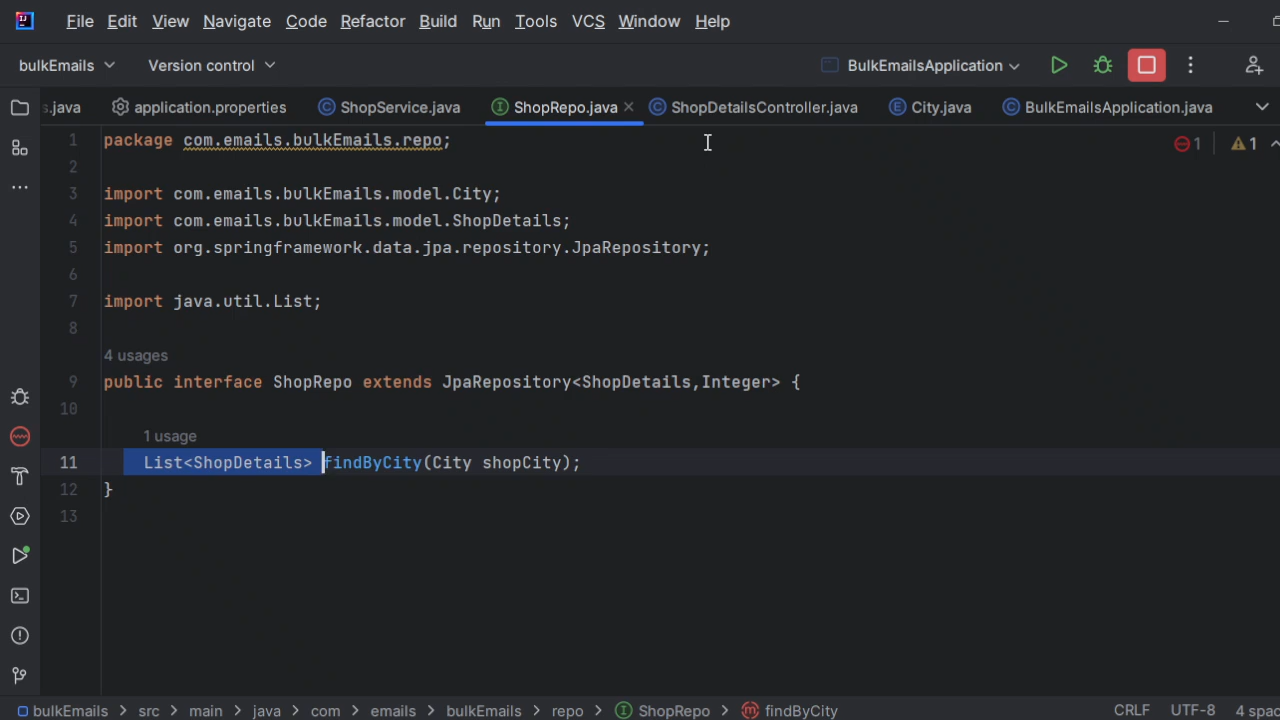 File Edit View Navigate Code Refactor Build Run Tools VCS Window Help
bulkEmails Version control BulkEmailsApplication
s.java application.properties ShopService.java ShopRepo.java ShopDetailsController.java City.java BulkEmailsApplication.java
1 package com.emails.bulkEmails.repo; 1 1
2
3 import com.emails.bulkEmails.model.City;
4 import com.emails.bulkEmails.model.ShopDetails;
5 import org.springframework.data.jpa.repository.JpaRepository;
6
7 import java.util.List;
8
4 usages
9 public interface ShopRepo extends JpaRepository<ShopDetails,Integer> {
10
1 usage
11 List<ShopDetails> findByCity(City shopCity);
12 }
13
bulkEmails > src > main > java > com > emails > bulkEmails > repo > ShopRepo > findByCity CRLF UTF-8 4 spac